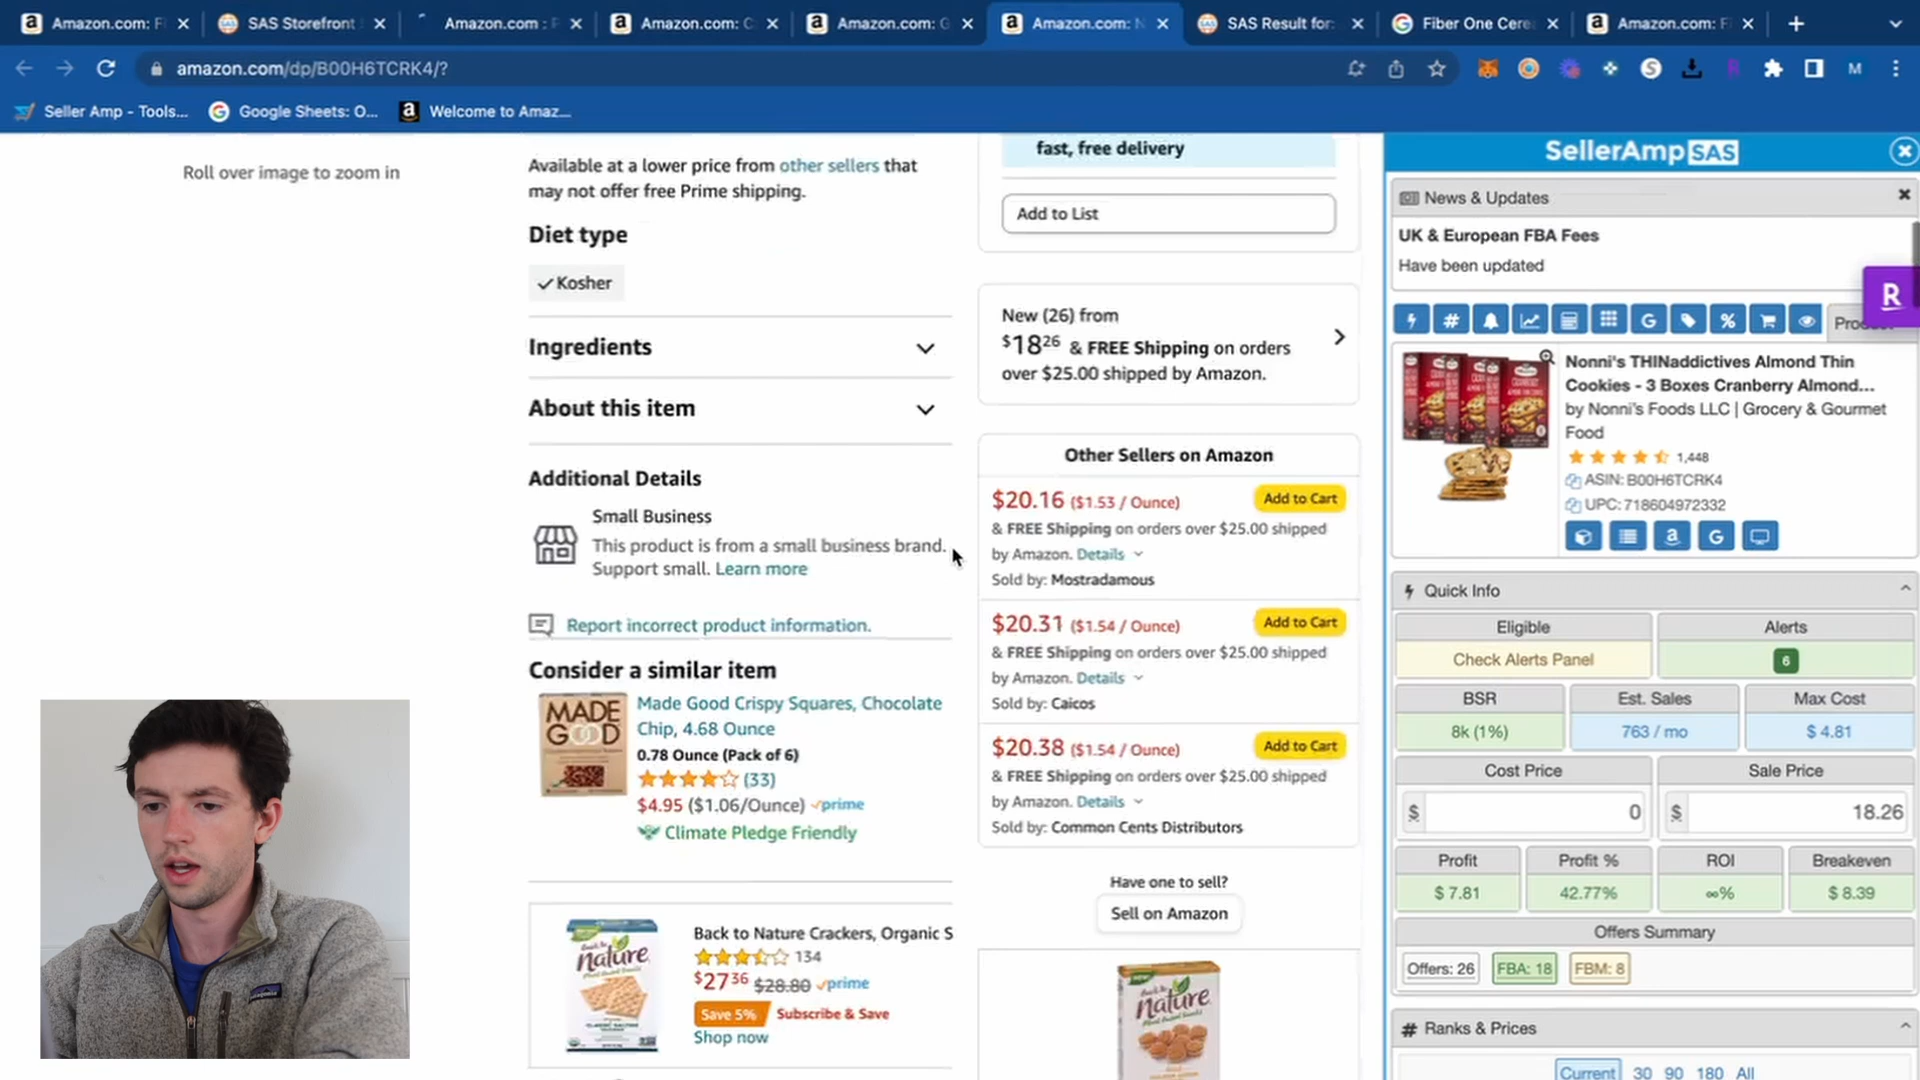 Amazon.com: F
SAS Storefront
Amazon.com : F
Amazon.com: C
Amazon.com: G
Amazon.com: N
SAS Result for:
Fiber One Cere
Amazon.com: F
amazon.com/dp/B00H6TCRK4/?
M
Seller Amp - Tools...
Google Sheets: O...
Welcome to Amaz...
Roll over image to zoom in
Available at a lower price from other sellers that
may not offer free Prime shipping.
Diet type
Kosher
Ingredients
About this item
Additional Details
Small Business
This product is from a small business brand.
Support small. Learn more
Report incorrect product information.
Consider a similar item
MADE
GOOD
Made Good Crispy Squares, Chocolate
Chip, 4.68 Ounce
0.78 Ounce (Pack of 6)
(33)
$4.95 ($1.06/Ounce) prime
Climate Pledge Friendly
Back to
nature
Back to Nature Crackers, Organic S
134
$27.36 $28.80 prime
Save 5% Subscribe & Save
Shop now
fast, free delivery
Add to List
New (26) from
$18.26 & FREE Shipping on orders
over $25.00 shipped by Amazon.
Other Sellers on Amazon
$20.16 ($1.53 / Ounce) Add to Cart
& FREE Shipping on orders over $25.00 shipped
by Amazon. Details
Sold by: Mostradamous
$20.31 ($1.54 / Ounce) Add to Cart
& FREE Shipping on orders over $25.00 shipped
by Amazon. Details
Sold by: Caicos
$20.38 ($1.54 / Ounce) Add to Cart
& FREE Shipping on orders over $25.00 shipped
by Amazon. Details
Sold by: Common Cents Distributors
Have one to sell?
Sell on Amazon
Back to
nature
SellerAmp SAS
News & Updates
UK & European FBA Fees
Have been updated
R
Produ
Nonni's THINaddictives Almond Thin
Cookies - 3 Boxes Cranberry Almond...
by Nonni's Foods LLC | Grocery & Gourmet
Food
1,448
ASIN: B00H6TCRK4
UPC: 718604972332
Quick Info
Eligible Alerts
Check Alerts Panel 6
BSR Est. Sales Max Cost
8k (1%) 763 / mo $ 4.81
Cost Price Sale Price
$ 0 $ 18.26
Profit Profit % ROI Breakeven
$ 7.81 42.77% ∞% $ 8.39
Offers Summary
Offers: 26 FBA: 18 FBM: 8
Ranks & Prices
Current 30 90 180 All
patagonia